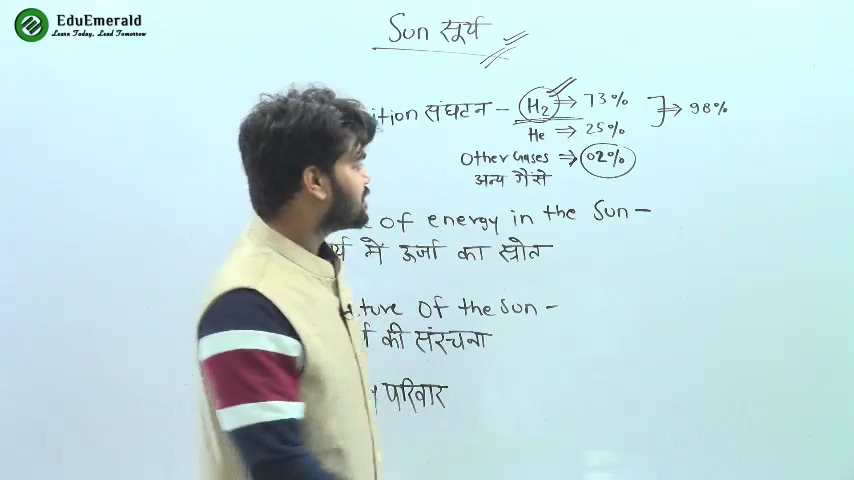 EduEmerald
Learn Today, Lead Tomorrow
Sun सूर्य
ition संघटन - H2 ⇒ 73% ⇒ 98%
He ⇒ 25%
Other Gases ⇒ 02%
अन्य गैसे
of energy in the Sun -
में ऊर्जा का स्रोत
ture of the Sun -
की संरचना
परिवार